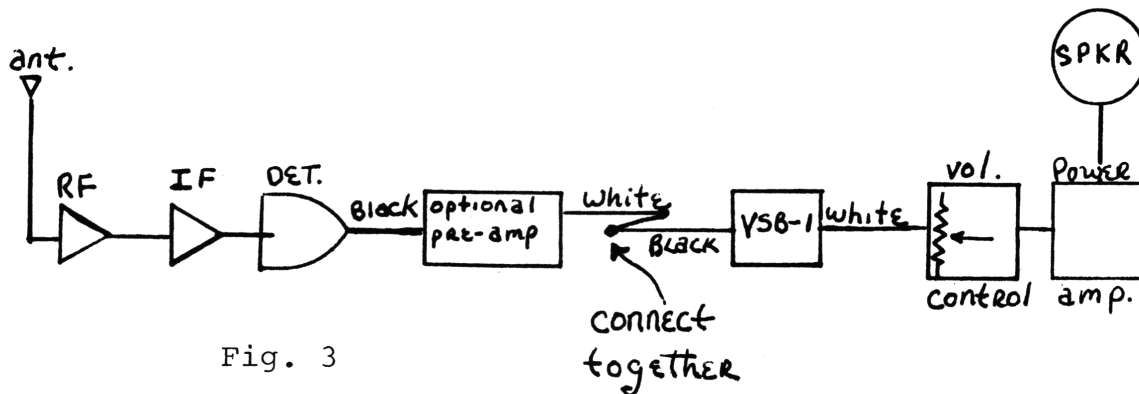 ant.
RF
IF
DET.
Black
optional
pre-amp
white
Black
connect
together
VSB-1
white
vol.
control
Power
amp.
SPKR
Fig. 3